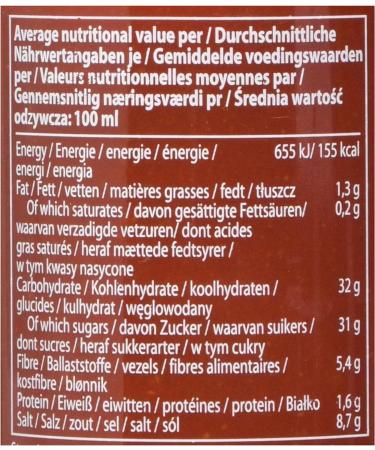 Average nutritional value per / Durchschnittliche
Nährwertangaben je / Gemiddelde voedingswaarden
per / Valeurs nutritionnelles moyennes par /
Gennemsnitlig næringsværdi pr / Średnia wartość
odżywcza: 100 ml
Energy / Energie / energie / énergie / 655 kJ/ 155 kcal
energi / energia
Fat / Fett / vetten / matières grasses / fedt / tłuszcz 1,3 g
Of which saturates / davon gesättigte Fettsäuren/ 0,2 g
waarvan verzadigde vetzuren/ dont acides
gras saturés / heraf mættede fedtsyrer /
w tym kwasy nasycone
Carbohydrate / Kohlenhydrate / koolhydraten / 32 g
glucides / kulhydrat / węglowodany
Of which sugars / davon Zucker / waarvan suikers / 31 g
dont sucres / heraf sukkerarter / w tym cukry
Fibre / Ballaststoffe / vezels / fibres alimentaires / 5,4 g
kostfibre / błonnik
Protein / Eiweiß / eiwitten / protéines / protein / Białko 1,6 g
Salt / Salz / zout / sel / salt / sól 8,7 g